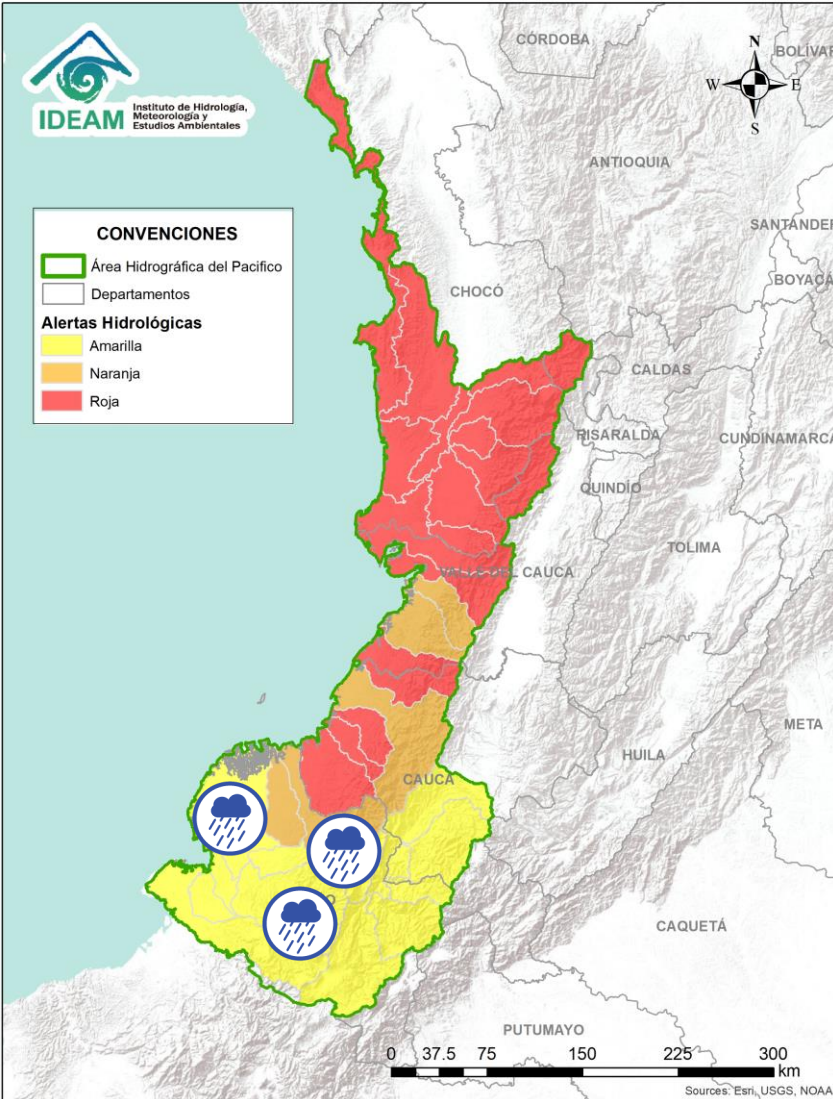 IDEAM
Instituto de Hidrología,
Meteorología y
Estudios Ambientales
N
W
E
S
CONVENCIONES
Área Hidrográfica del Pacifico
Departamentos
Alertas Hidrológicas
Amarilla
Naranja
Roja
CÓRDOBA
BOLÍVAR
ANTIOQUIA
SANTANDER
BOYACÁ
CHOCÓ
CALDAS
RISARALDA
CUNDINAMARCA
QUINDÍO
TOLIMA
VALLE DEL CAUCA
META
HUILA
CAUCA
O
CAQUETÁ
PUTUMAYO
0 37.5 75 150 225 300
km
Sources: Esri, USGS, NOAA